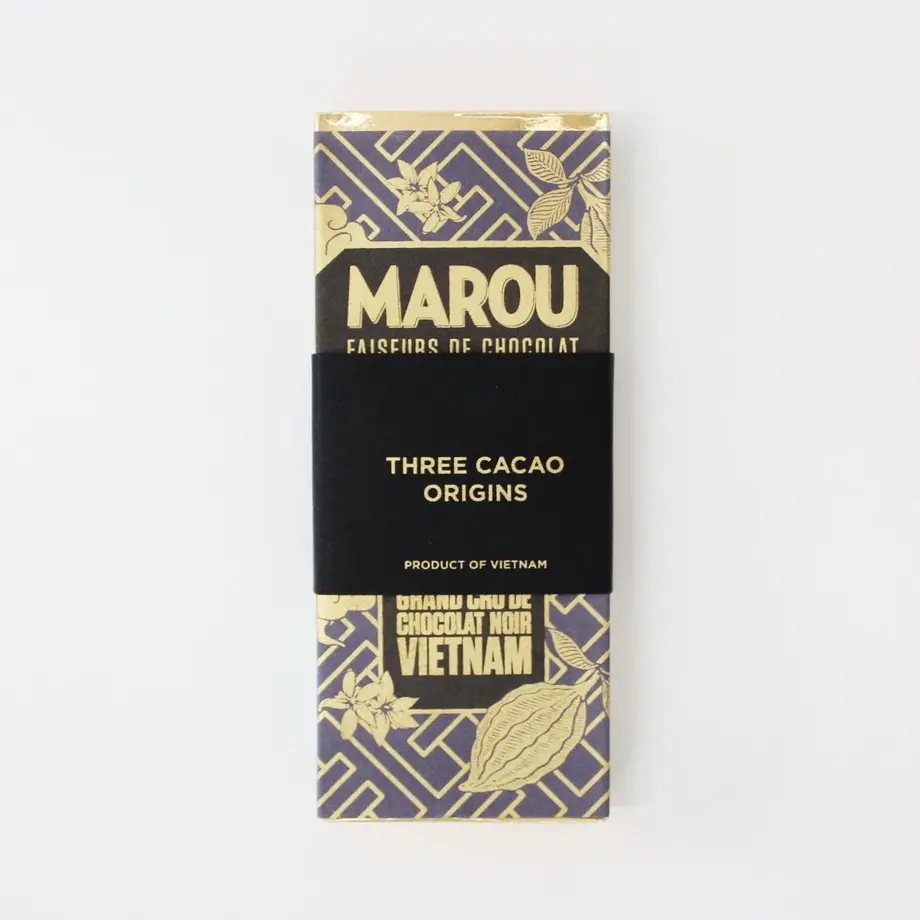 MAROU
FAISEURS DE CHOCOLAT
THREE CACAO
ORIGINS
PRODUCT OF VIETNAM
GRAND CRU DE
CHOCOLAT NOIR
VIETNAM